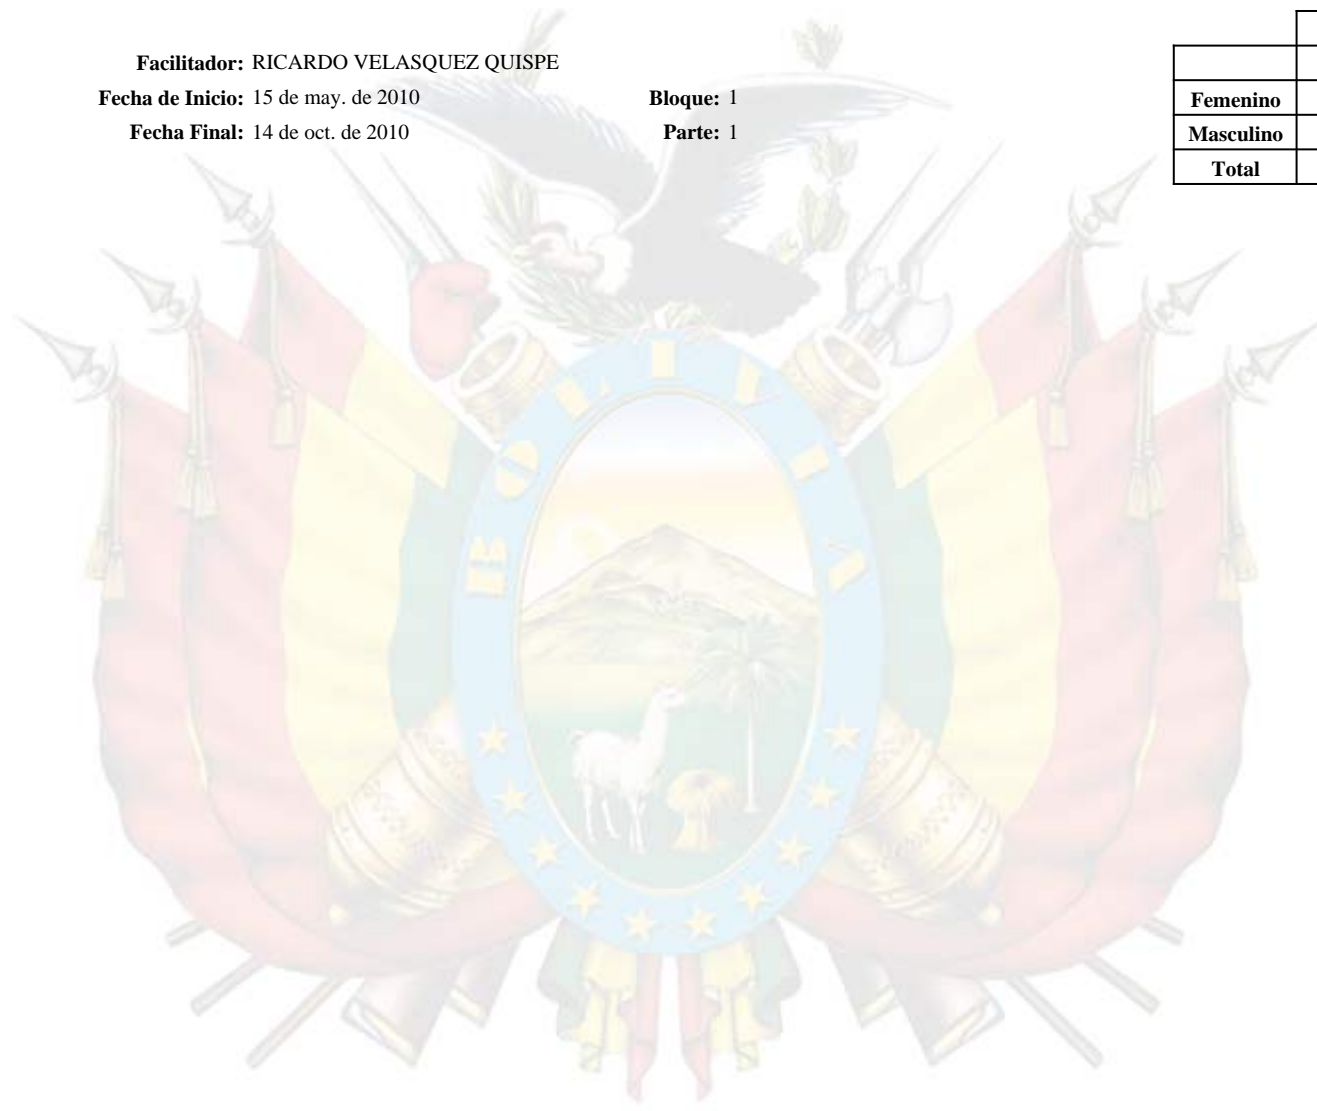 Facilitador: RICARDO VELASQUEZ QUISPE
Fecha de Inicio: 15 de may. de 2010 Bloque: 1
Fecha Final: 14 de oct. de 2010 Parte: 1
Femenino
Masculino
Total
BOLIVIA